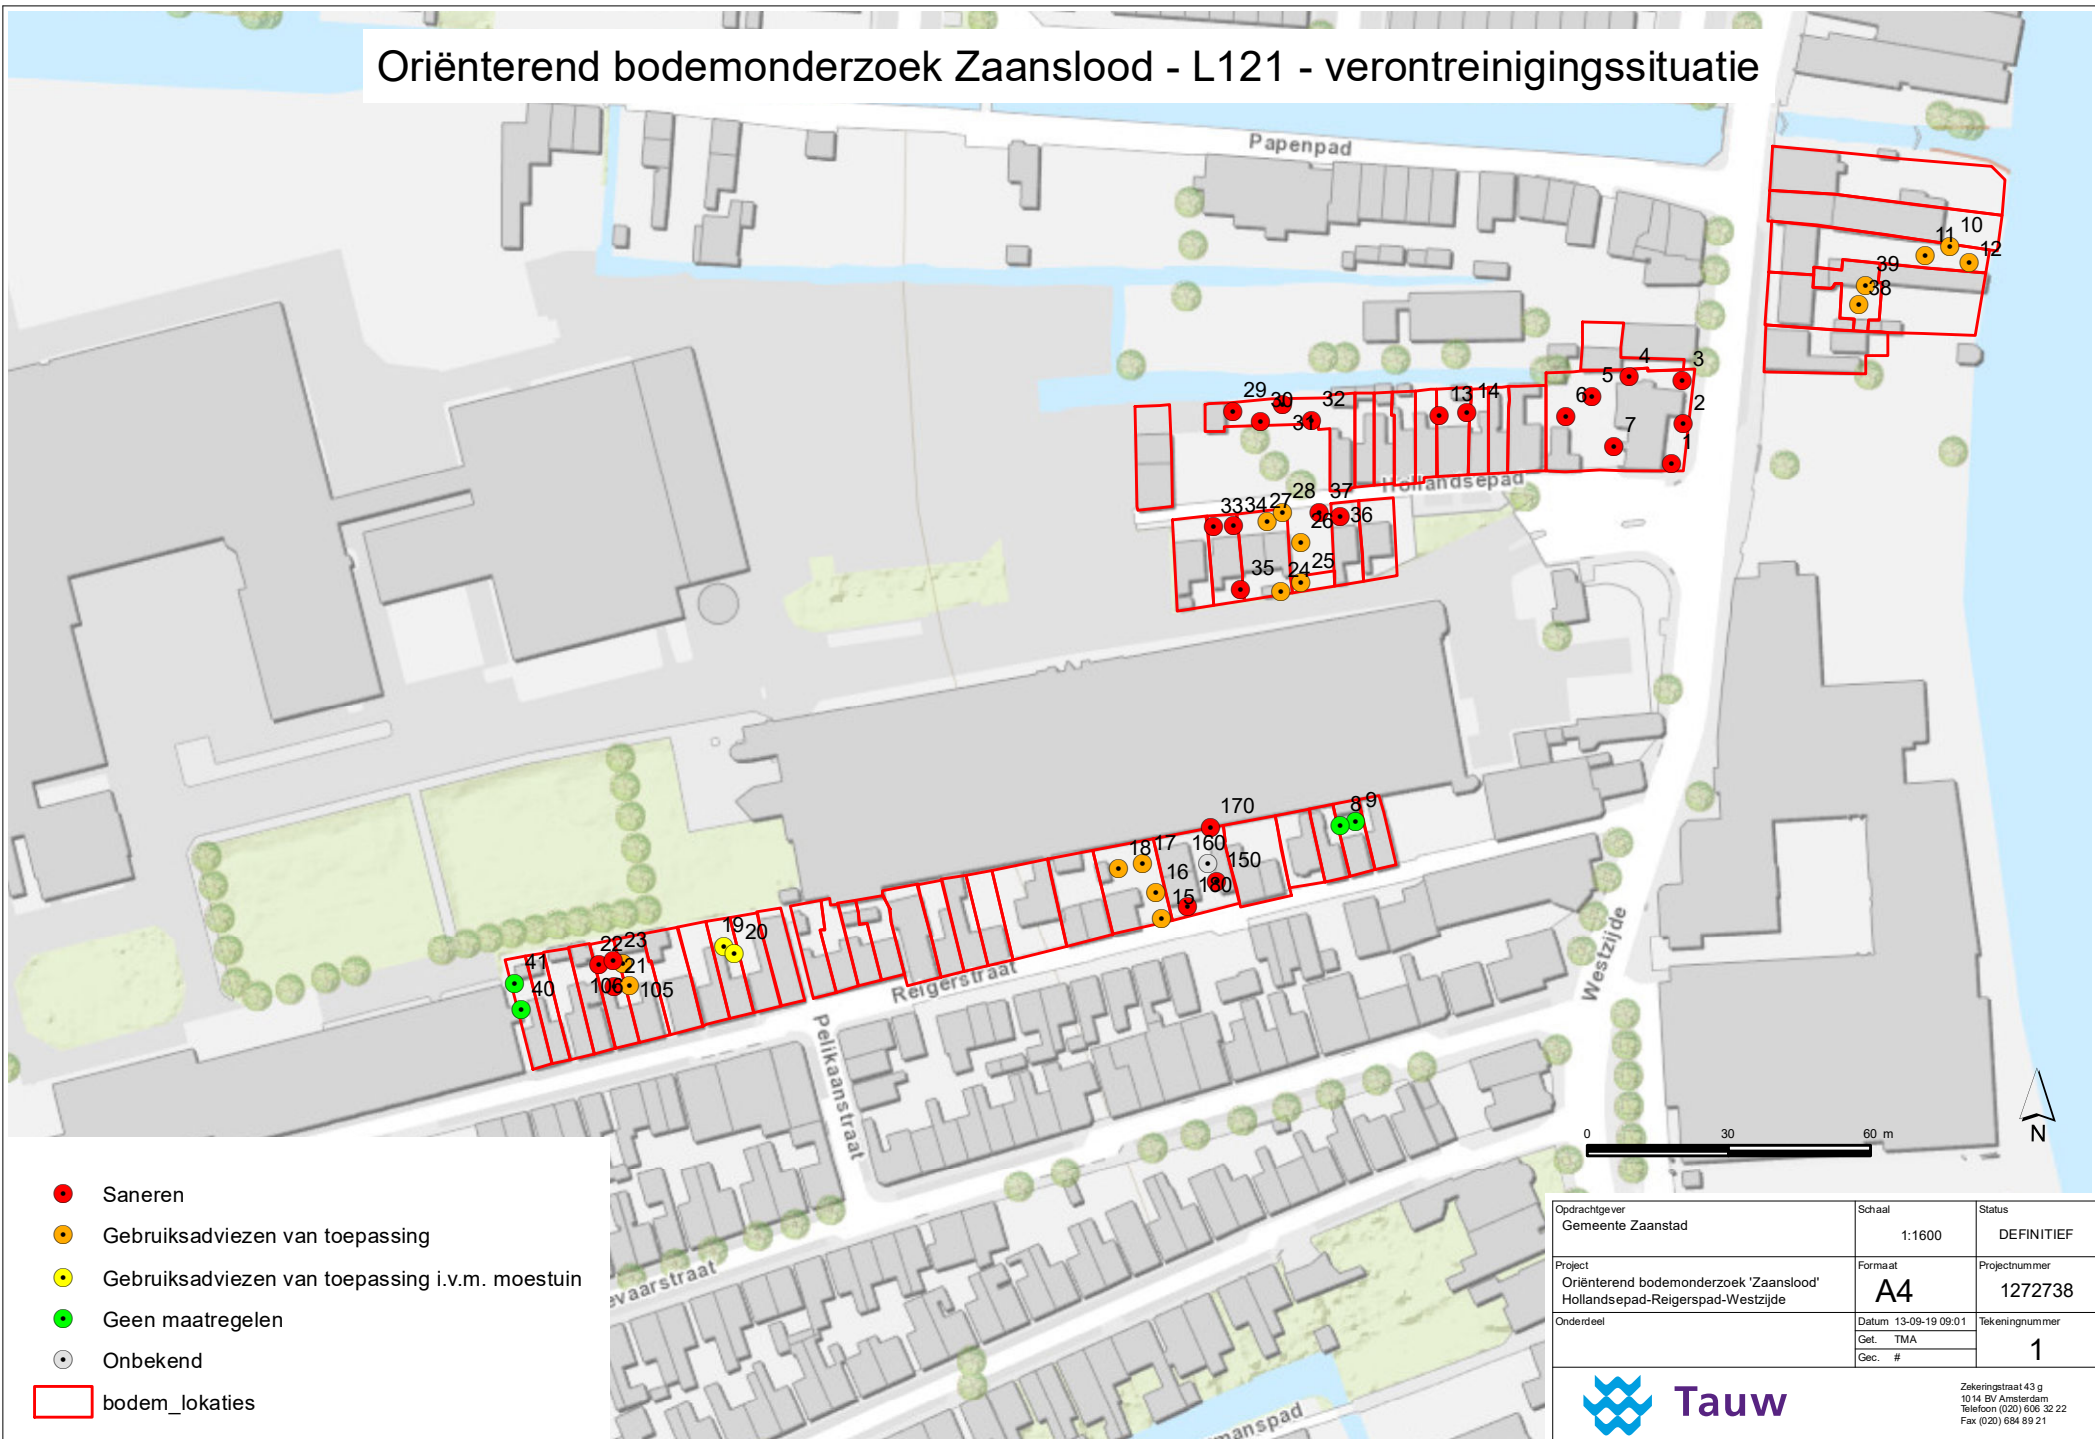 Oriënterend bodemonderzoek Zaanslood - L121 - verontreinigingssituatie
Papenpad
10
11
12
39
38
4
3
5
6
2
7
1
29
30
32
31
13
14
Hollandsepad
33
34
27
28
37
26
36
25
24
35
170
8
9
18
17
160
150
16
180
15
19
20
22
23
21
41
40
106
105
Reigerstraat
Westzijde
Pelikaanstraat
evaarstraat
manspad
0 30 60 m
N
Saneren
Gebruiksadviezen van toepassing
Gebruiksadviezen van toepassing i.v.m. moestuin
Geen maatregelen
Onbekend
bodem_lokaties
Opdrachtgever
Gemeente Zaanstad
Schaal
1:1600
Status
DEFINITIEF
Project
Oriënterend bodemonderzoek 'Zaanslood'
Hollandsepad-Reigerspad-Westzijde
Formaat
A4
Projectnummer
1272738
Onderdeel
Datum 13-09-19 09:01
Get. TMA
Gec. #
Tekeningnummer
1
Tauw
Zekeringstraat 43 g
1014 BV Amsterdam
Telefoon (020) 606 32 22
Fax (020) 684 89 21